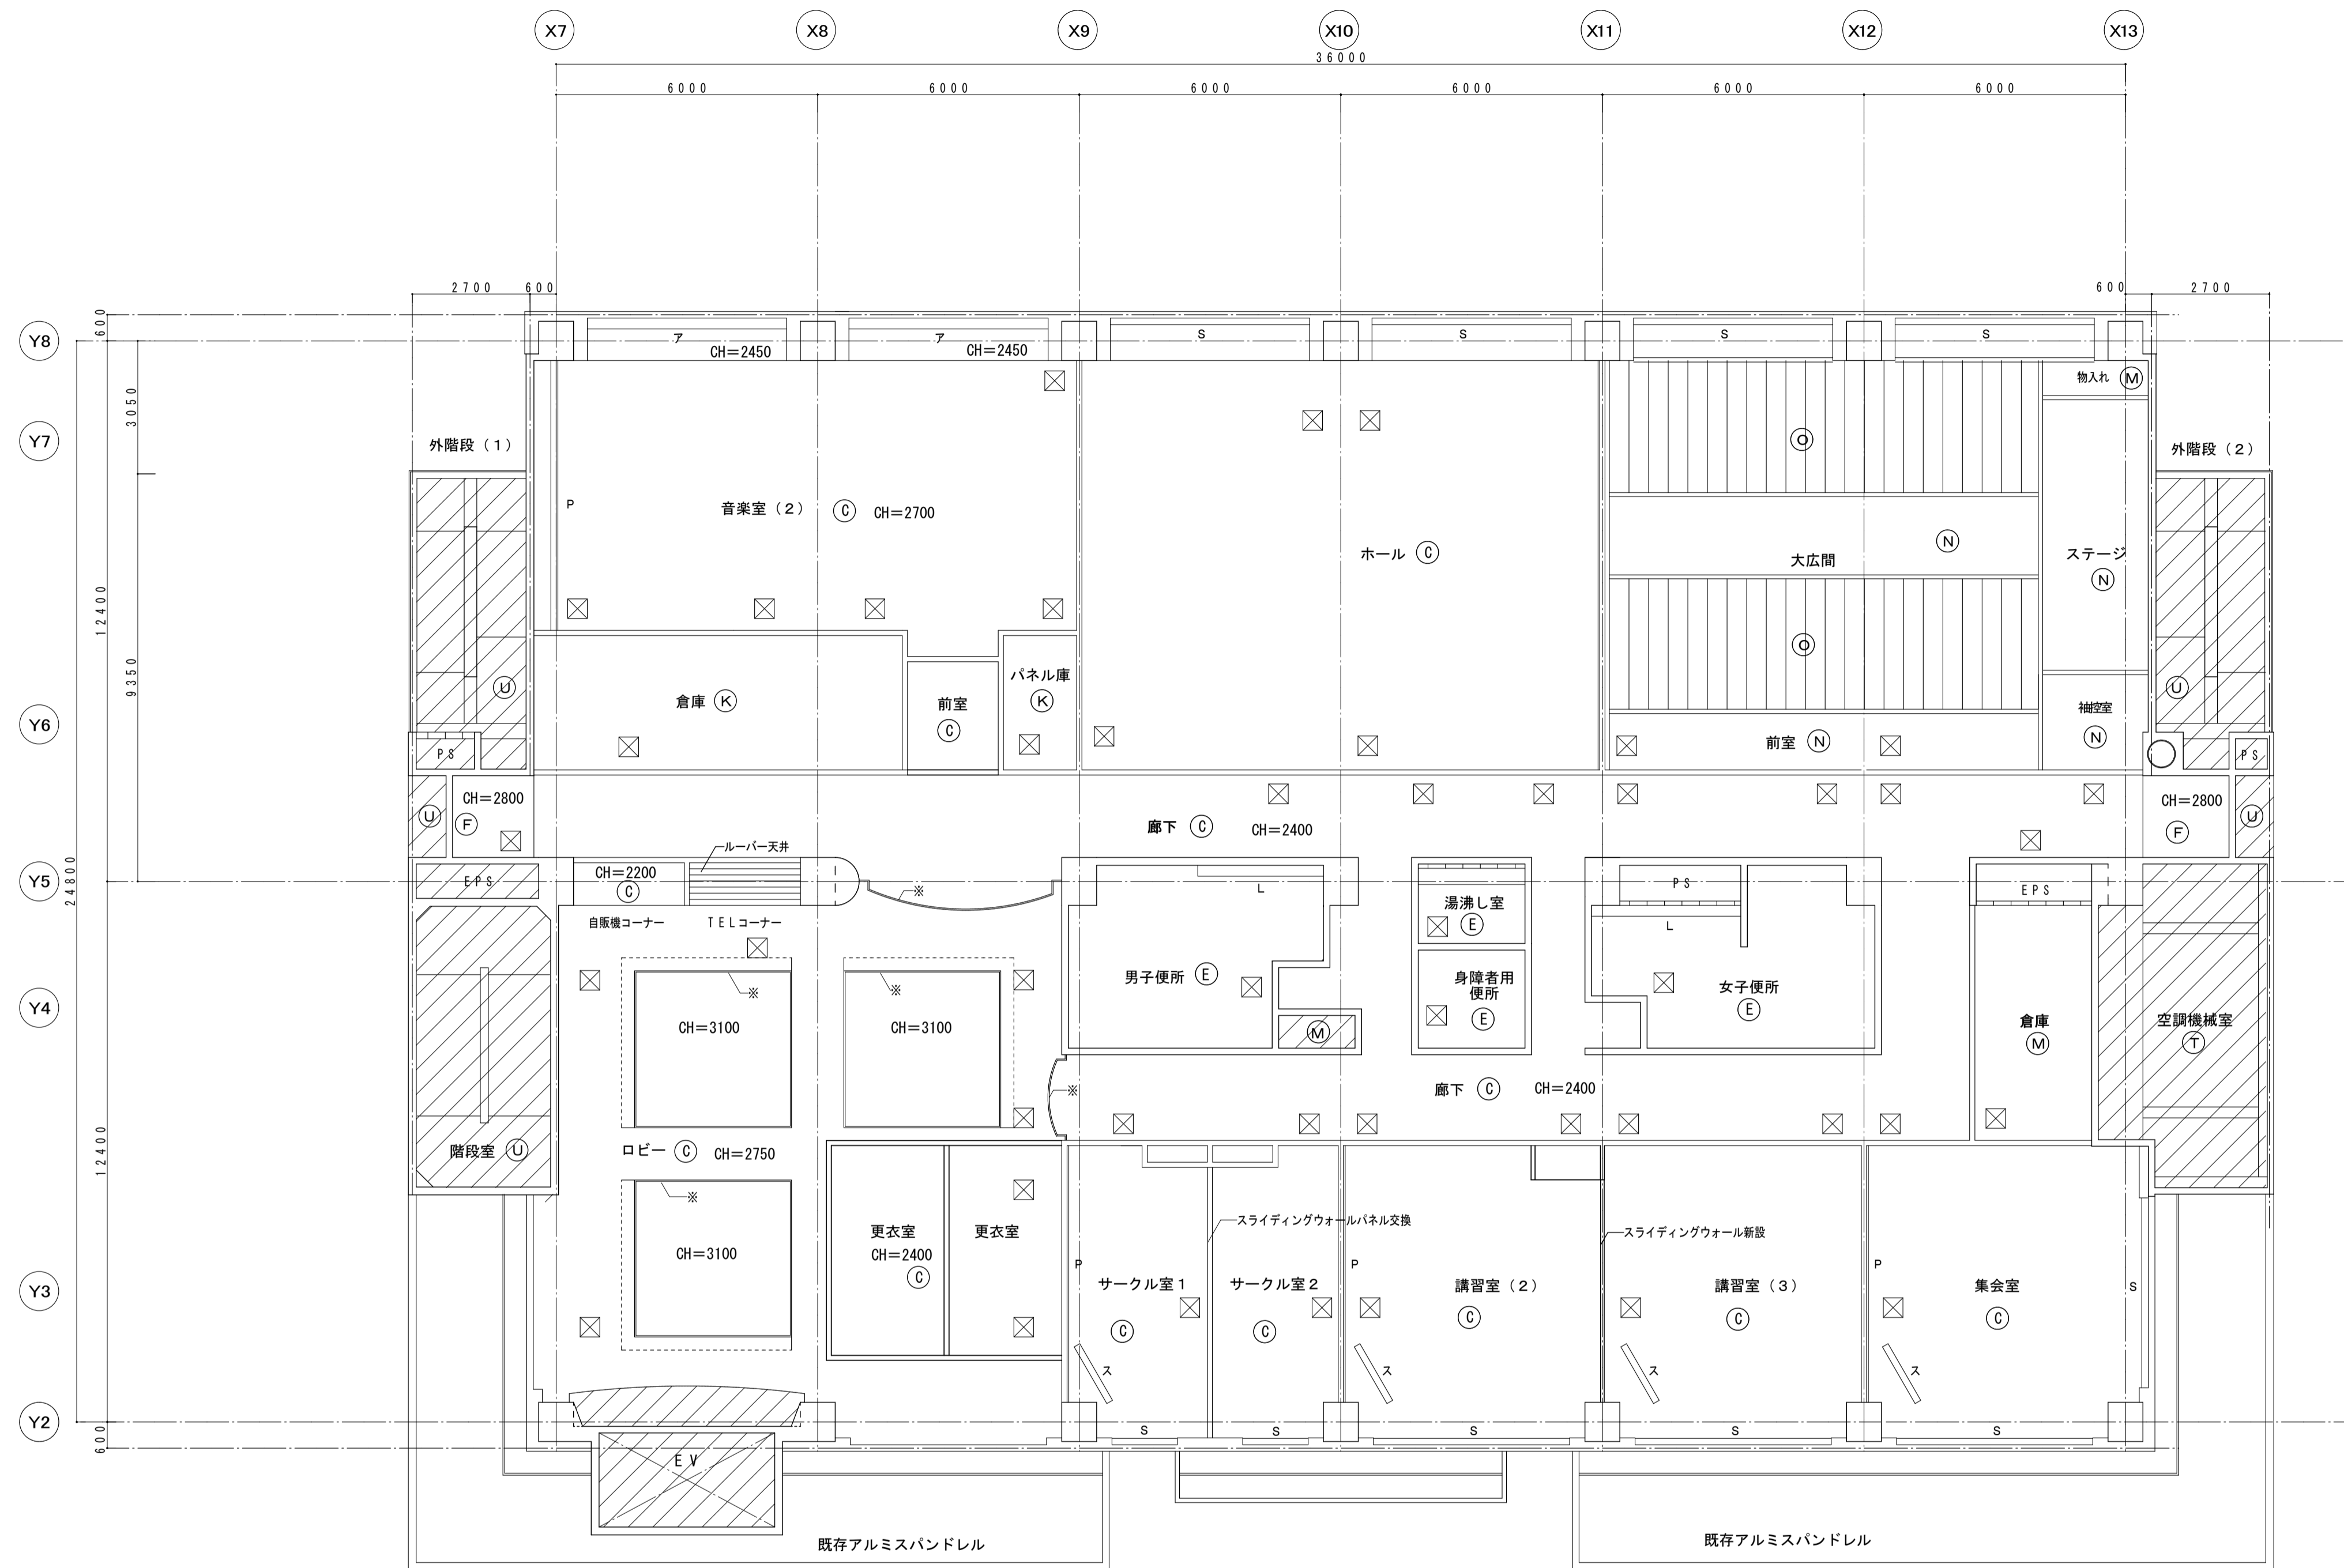 X7 X8 X9 X10 X11 X12 X13
36000
6000 6000 6000 6000 6000 6000
2700 600 600 2700
600
Y8
ア ア S S S S
CH=2450 CH=2450
物入れ M
3050
Y7
外階段（1） 外階段（2）
O
P
音楽室（2） C CH=2700
ホール C
N
大広間
ステージ
N
12400
9350
O
U
倉庫 K
前室
C
パネル庫
K
U
袖控室
N
Y6
前室 N
PS PS
CH=2800
U F
廊下 C CH=2400
CH=2800
F U
ルーバー天井
24800
Y5
EPS
CH=2200
C
※
L
PS
EPS
自販機コーナー TELコーナー
湯沸し室
E
L
男子便所 E
身障者用
便所
E
女子便所
E
※ ※
Y4
CH=3100 CH=3100
M
倉庫
M
空調機械室
T
※
廊下 C CH=2400
12400
階段室 U
ロビー C CH=2750
※
更衣室 更衣室
CH=2400
C
CH=3100
スライディングウォールパネル交換
スライディングウォール新設
P P P S
Y3
サークル室1 サークル室2 講習室（2） 講習室（3） 集会室
C C C C C
ス ス ス ス
Y2
S S S S S
600
EV
既存アルミスパンドレル 既存アルミスパンドレル